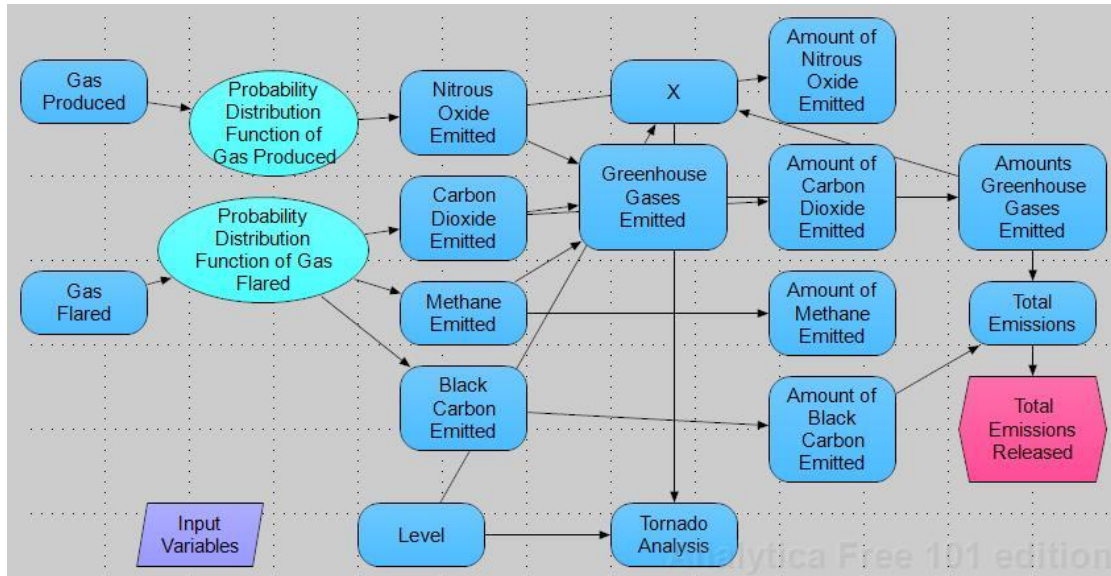 Gas
Produced
Probability
Distribution
Function of
Gas Produced
Nitrous
Oxide
Emitted
X
Amount of
Nitrous
Oxide
Emitted
Gas
Flared
Probability
Distribution
Function of Gas
Flared
Carbon
Dioxide
Emitted
Greenhouse
Gases
Emitted
Amount of
Carbon
Dioxide
Emitted
Amounts
Greenhouse
Gases
Emitted
Methane
Emitted
Amount of
Methane
Emitted
Total
Emissions
Black
Carbon
Emitted
Amount of
Black
Carbon
Emitted
Total
Emissions
Released
Input
Variables
Level
Tornado
Analysis
Free 101 edition